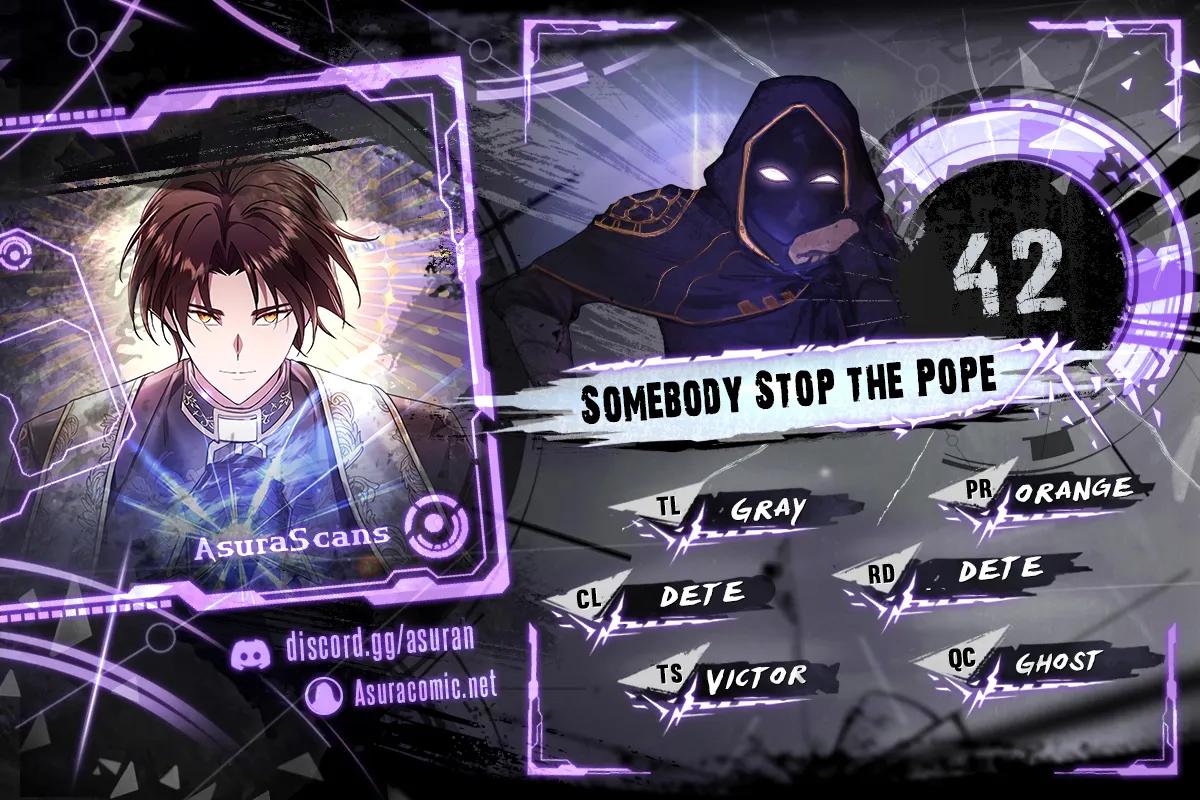 42
SOMEBODY STOP THE POPE
TL GRAY
PR ORANGE
CL DETE
RD DETE
TS VICTOR
QC GHOST
AsuraScans
discord.gg/asuran
Asuracomic.net